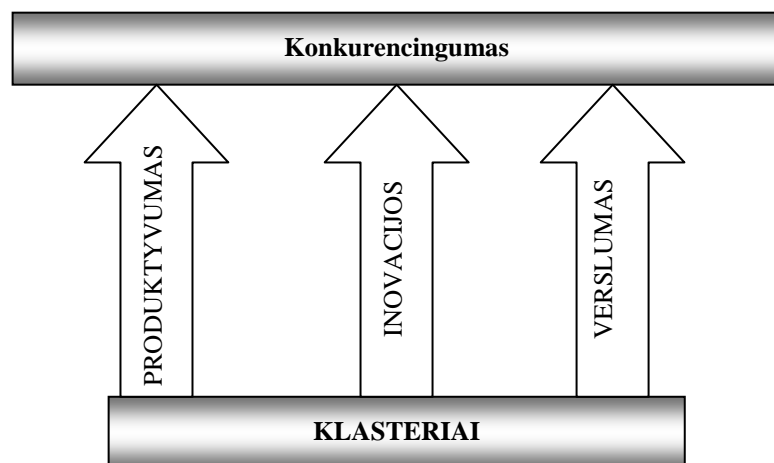 Konkurencingumas
PRODUKTYVUMAS
INOVACIJOS
VERSLUMAS
KLASTERIAI